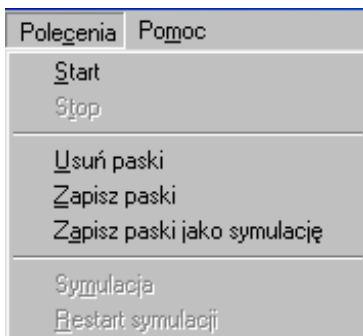 Polecenia Pomoc
Start
Stop
Usuń paski
Zapisz paski
Zapisz paski jako symulację
Symulacja
Restart symulacji